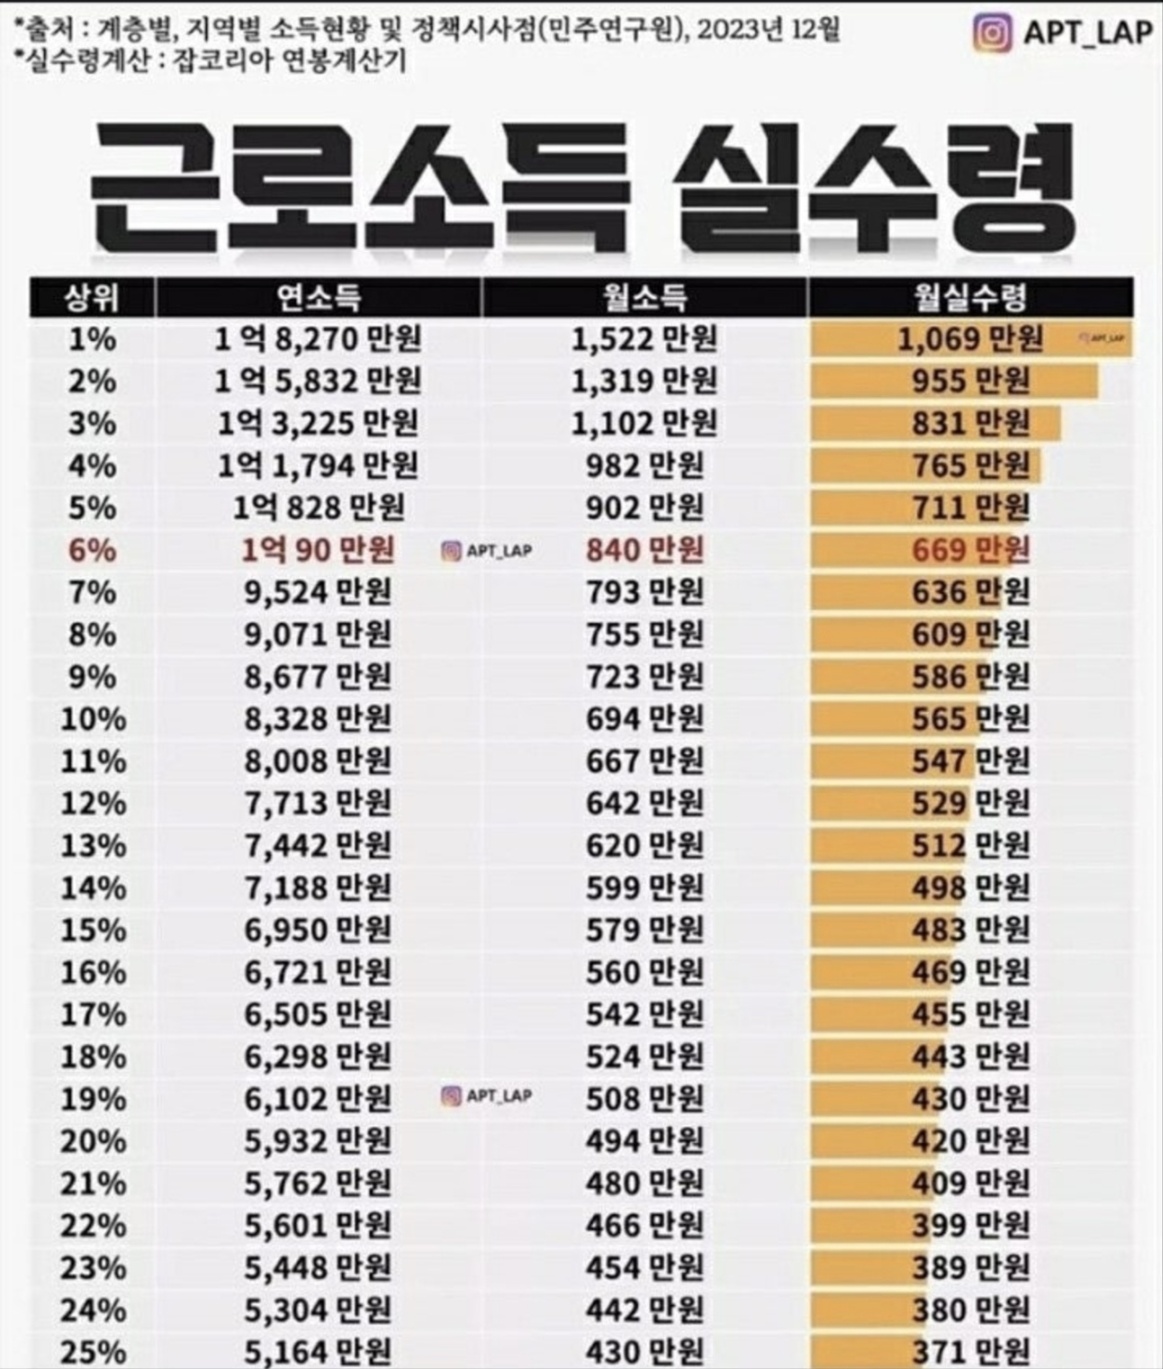 *출처 : 계층별, 지역별 소득현황 및 정책시사점(민주연구원), 2023년 12월
APT_LAP
*실수령계산 : 잡코리아 연봉계산기
근로소득 실수령
상위 연소득 월소득 월실수령
1% 1 억 8,270 만원 1,522 만원 1,069 만원 APT_LAP
2% 1 억 5,832 만원 1,319 만원 955 만원
3% 1억 3,225 만원 1,102 만원 831 만원
4% 1억 1,794 만원 982 만원 765 만원
5% 1억 828 만원 902 만원 711 만원
6% 1억 90 만원 APT_LAP 840 만원 669 만원
7% 9,524 만원 793 만원 636 만원
8% 9,071 만원 755 만원 609 만원
9% 8,677 만원 723 만원 586 만원
10% 8,328 만원 694 만원 565 만원
11% 8,008 만원 667 만원 547 만원
12% 7,713 만원 642 만원 529 만원
13% 7,442 만원 620 만원 512 만원
14% 7,188 만원 599 만원 498 만원
15% 6,950 만원 579 만원 483 만원
16% 6,721 만원 560 만원 469 만원
17% 6,505 만원 542 만원 455 만원
18% 6,298 만원 524 만원 443 만원
19% 6,102 만원 APT_LAP 508 만원 430 만원
20% 5,932 만원 494 만원 420 만원
21% 5,762 만원 480 만원 409 만원
22% 5,601 만원 466 만원 399 만원
23% 5,448 만원 454 만원 389 만원
24% 5,304 만원 442 만원 380 만원
25% 5,164 만원 430 만원 371 만원